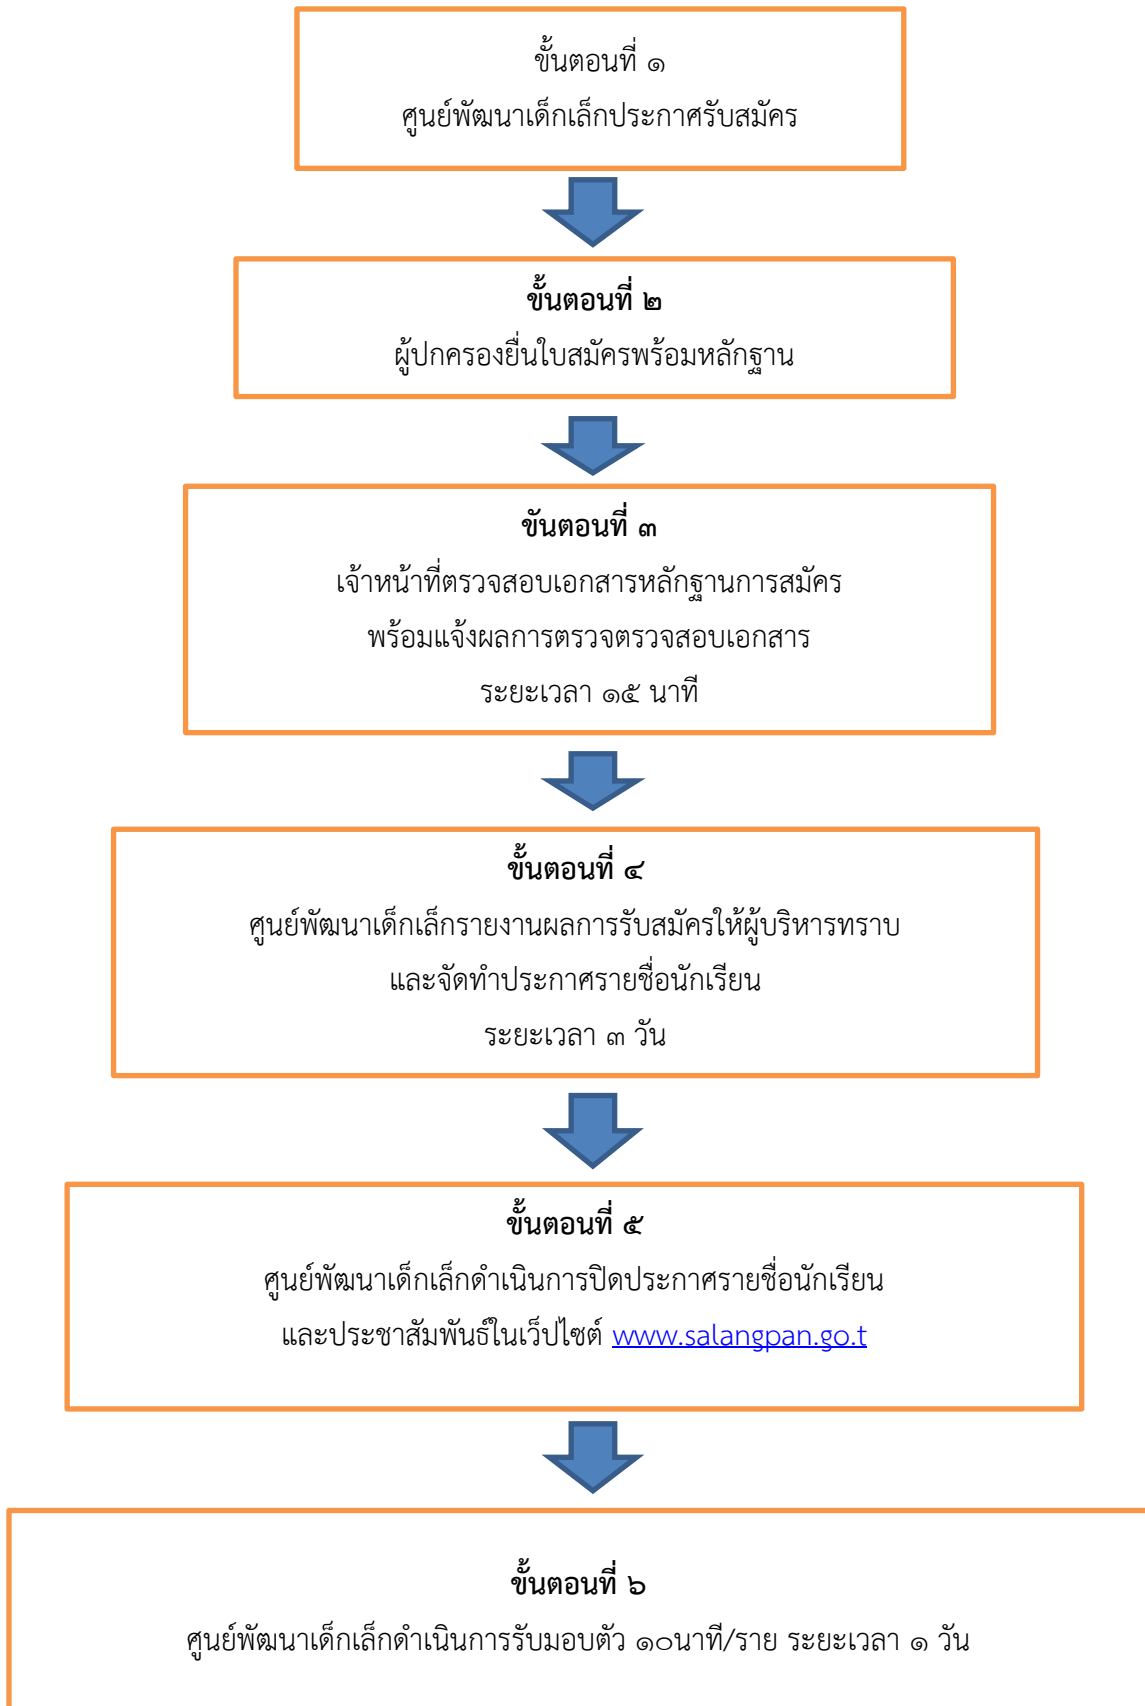 ขั้นตอนที่ ๑
ศูนย์พัฒนาเด็กเล็กประกาศรับสมัคร
ขั้นตอนที่ ๒
ผู้ปกครองยื่นใบสมัครพร้อมหลักฐาน
ขันตอนที่ ๓
เจ้าหน้าที่ตรวจสอบเอกสารหลักฐานการสมัคร
พร้อมแจ้งผลการตรวจตรวจสอบเอกสาร
ระยะเวลา ๑๕ นาที
ขั้นตอนที่ ๔
ศูนย์พัฒนาเด็กเล็กรายงานผลการรับสมัครให้ผู้บริหารทราบ
และจัดทำประกาศรายชื่อนักเรียน
ระยะเวลา ๓ วัน
ขั้นตอนที่ ๕
ศูนย์พัฒนาเด็กเล็กดำเนินการปิดประกาศรายชื่อนักเรียน
และประชาสัมพันธ์ในเว็ปไซต์ www.salangpan.go.t
ขั้นตอนที่ ๖
ศูนย์พัฒนาเด็กเล็กดำเนินการรับมอบตัว ๑๐นาที/ราย ระยะเวลา ๑ วัน